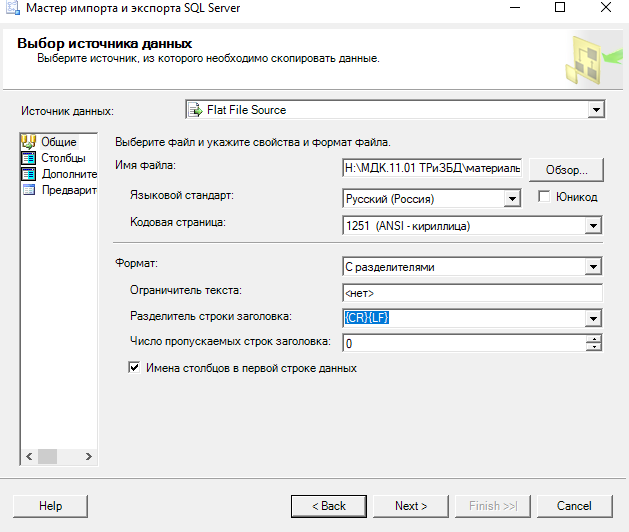 Мастер импорта и экспорта SQL Server
Выбор источника данных
Выберите источник, из которого необходимо скопировать данные.
Источник данных: Flat File Source
Общие
Столбцы
Дополните
Предварит
Выберите файл и укажите свойства и формат файла.
Имя файла: H:\МДК.11.01 ТРиЗБД\материаль Обзор...
Языковой стандарт: Русский (Россия) Юникод
Кодовая страница: 1251 (ANSI - кириллица)
Формат: С разделителями
Ограничитель текста: <нет>
Разделитель строки заголовка: {CR}{LF}
Число пропускаемых строк заголовка: 0
Имена столбцов в первой строке данных
Help < Back Next > Finish >>| Cancel